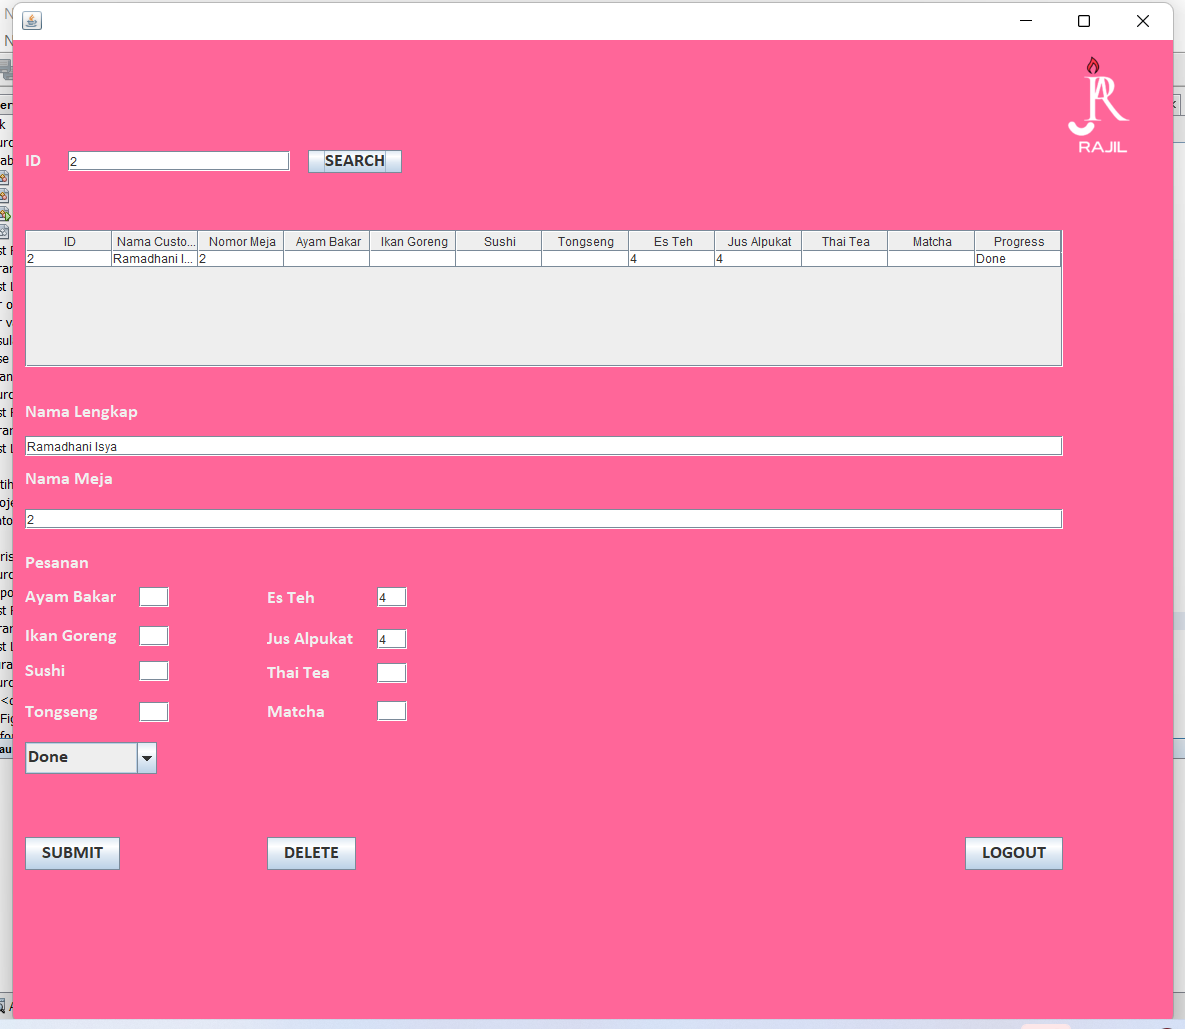 RAJIL
ID 2 SEARCH
ID Nama Custo... Nomor Meja Ayam Bakar Ikan Goreng Sushi Tongseng Es Teh Jus Alpukat Thai Tea Matcha Progress
2 Ramadhani I... 2 4 4 Done
Nama Lengkap
Ramadhani Isya
Nama Meja
2
Pesanan
Ayam Bakar Es Teh 4
Ikan Goreng Jus Alpukat 4
Sushi Thai Tea
Tongseng Matcha
Done
SUBMIT DELETE LOGOUT